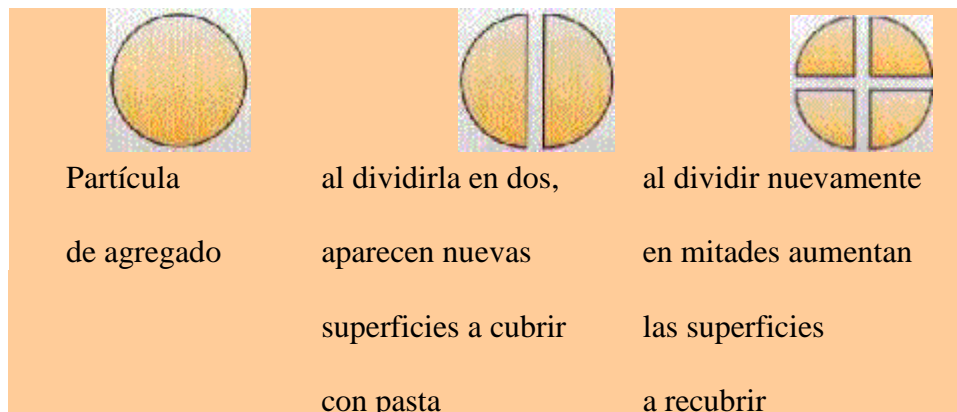 Partícula
de agregado
al dividirla en dos,
aparecen nuevas
superficies a cubrir
con pasta
al dividir nuevamente
en mitades aumentan
las superficies
a recubrir